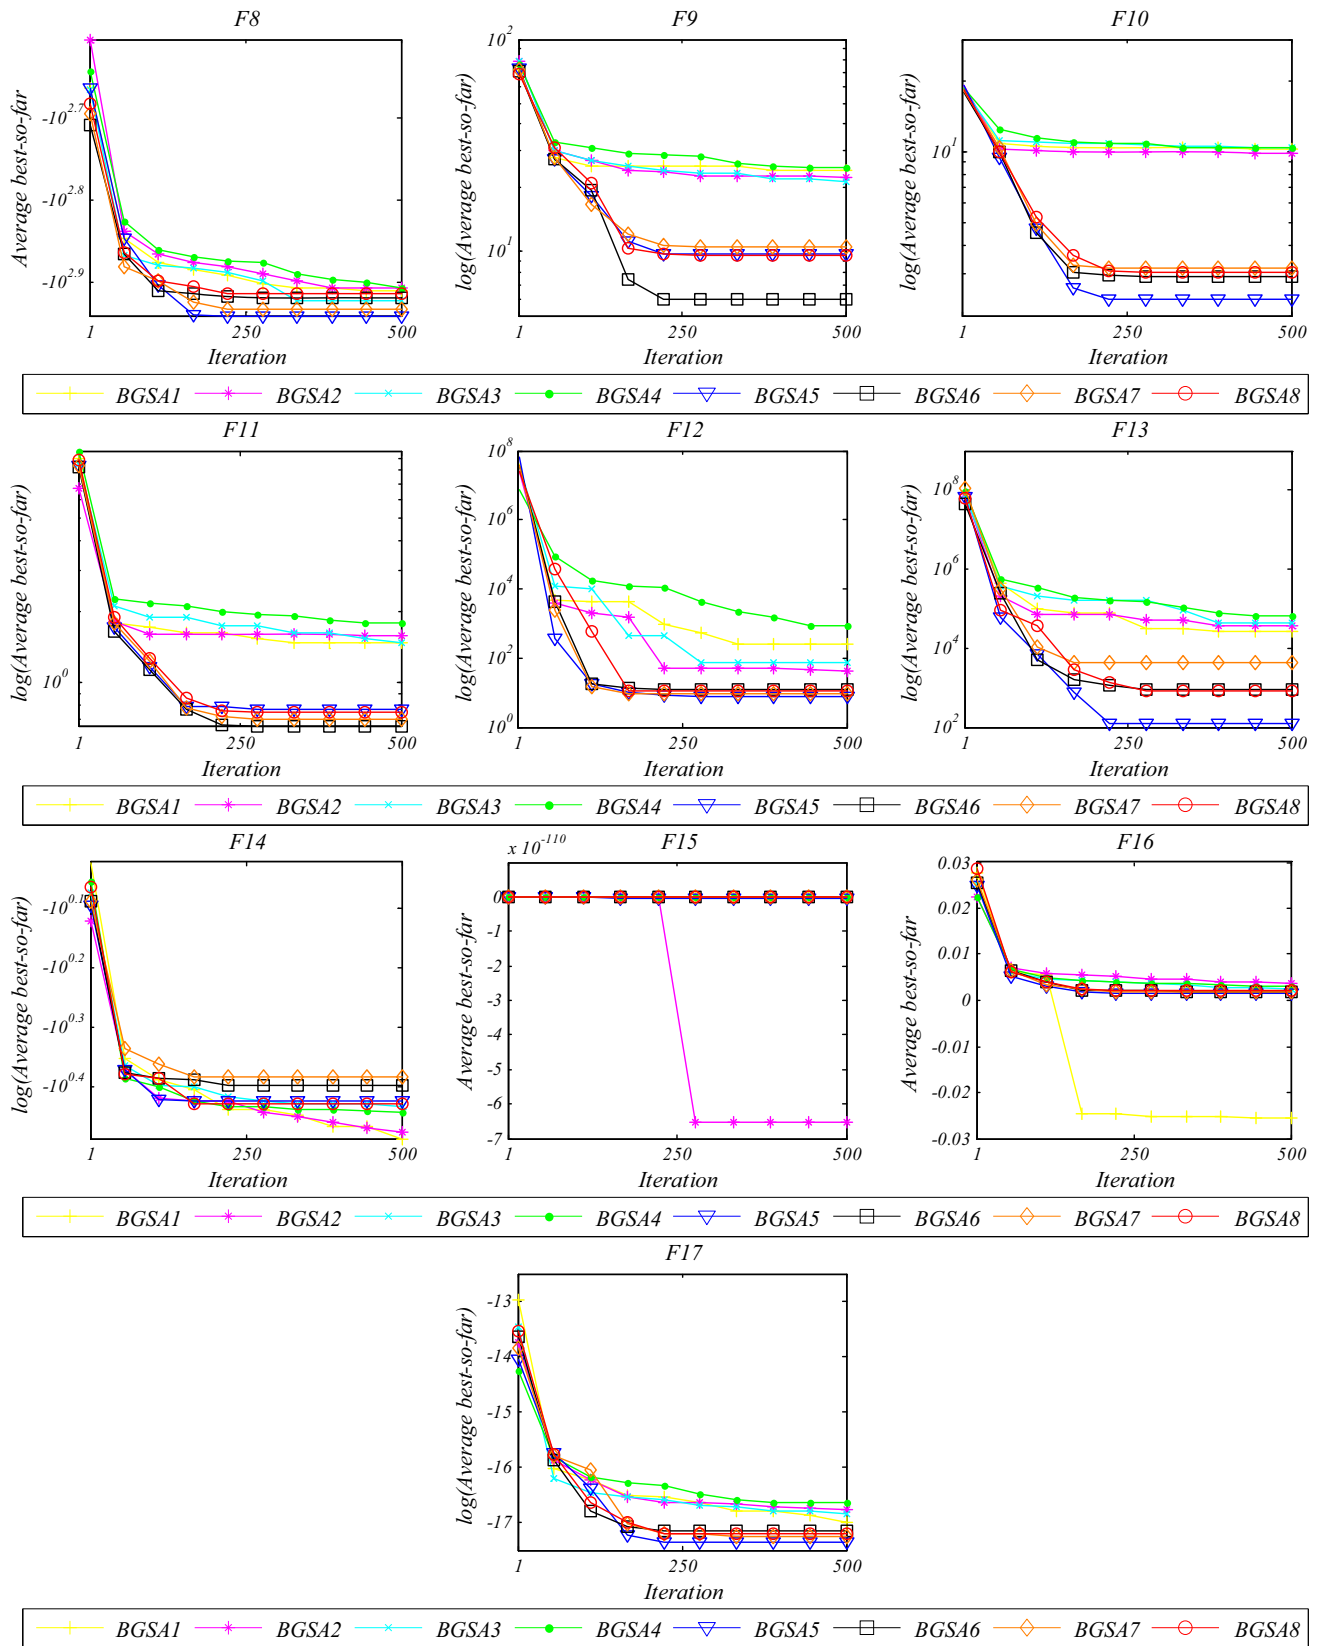 F8
Average best-so-far)
-10^2.7
-10^2.8
-10^2.9
1 250 500
Iteration
F9
log(Average best-so-far)
10^2
10^1
1 250 500
Iteration
F10
log(Average best-so-far)
10^1
1 250 500
Iteration
BGSA1 BGSA2 BGSA3 BGSA4 BGSA5 BGSA6 BGSA7 BGSA8
F11
log(Average best-so-far)
10^0
1 250 500
Iteration
F12
log(Average best-so-far)
10^8
10^6
10^4
10^2
10^0
1 250 500
Iteration
F13
log(Average best-so-far)
10^8
10^6
10^4
10^2
1 250 500
Iteration
BGSA1 BGSA2 BGSA3 BGSA4 BGSA5 BGSA6 BGSA7 BGSA8
F14
log(Average best-so-far)
-10^0.1
-10^0.2
-10^0.3
-10^0.4
1 250 500
Iteration
F15
x 10^-110
Average best-so-far
0
-1
-2
-3
-4
-5
-6
-7
1 250 500
Iteration
F16
Average best-so-far
0.03
0.02
0.01
0
-0.01
-0.02
-0.03
1 250 500
Iteration
BGSA1 BGSA2 BGSA3 BGSA4 BGSA5 BGSA6 BGSA7 BGSA8
F17
log(Average best-so-far)
-13
-14
-15
-16
-17
1 250 500
Iteration
BGSA1 BGSA2 BGSA3 BGSA4 BGSA5 BGSA6 BGSA7 BGSA8